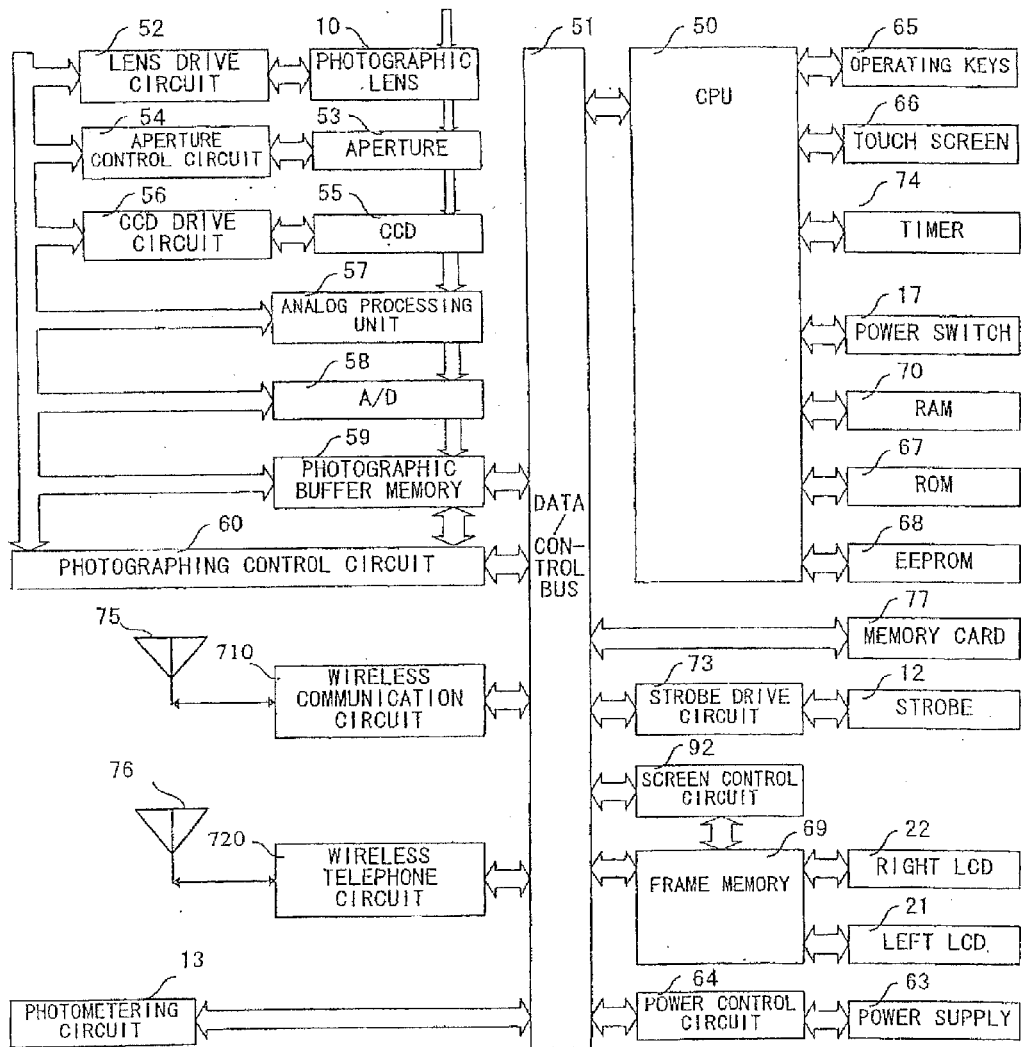 52
LENS DRIVE
CIRCUIT
10
PHOTOGRAPHIC
LENS
54
APERTURE
CONTROL CIRCUIT
53
APERTURE
56
CCD DRIVE
CIRCUIT
55
CCD
57
ANALOG PROCESSING
UNIT
58
A/D
59
PHOTOGRAPHIC
BUFFER MEMORY
60
PHOTOGRAPHING CONTROL CIRCUIT
75
710
WIRELESS
COMMUNICATION
CIRCUIT
76
720
WIRELESS
TELEPHONE
CIRCUIT
13
PHOTOMETERING
CIRCUIT
51
DATA
/
CON-
TROL
BUS
50
CPU
65
OPERATING KEYS
66
TOUCH SCREEN
74
TIMER
17
POWER SWITCH
70
RAM
67
ROM
68
EEPROM
77
MEMORY CARD
73
STROBE DRIVE
CIRCUIT
12
STROBE
92
SCREEN CONTROL
CIRCUIT
69
FRAME MEMORY
22
RIGHT LCD
21
LEFT LCD
64
POWER CONTROL
CIRCUIT
63
POWER SUPPLY